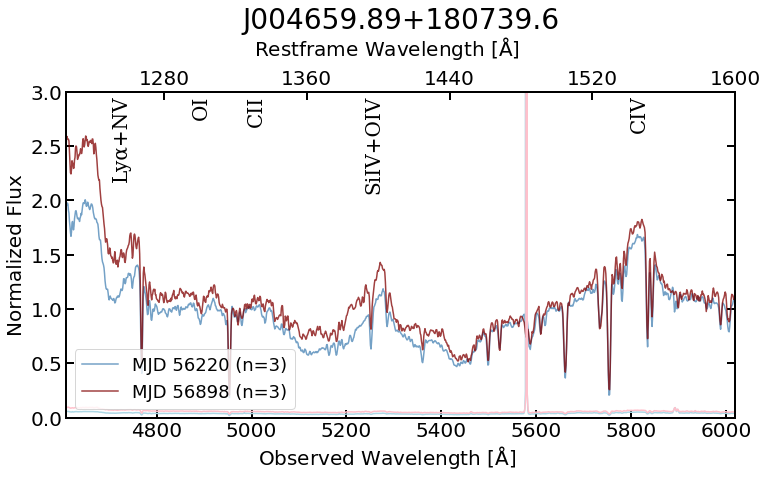 J004659.89+180739.6
Restframe Wavelength [Å]
1280 1360 1440 1520 1600
3.0
2.5
2.0
1.5
1.0
0.5
0.0
Normalized Flux
Lyα+NV
OI
CII
SiIV+OIV
CIV
MJD 56220 (n=3)
MJD 56898 (n=3)
4800 5000 5200 5400 5600 5800 6000
Observed Wavelength [Å]